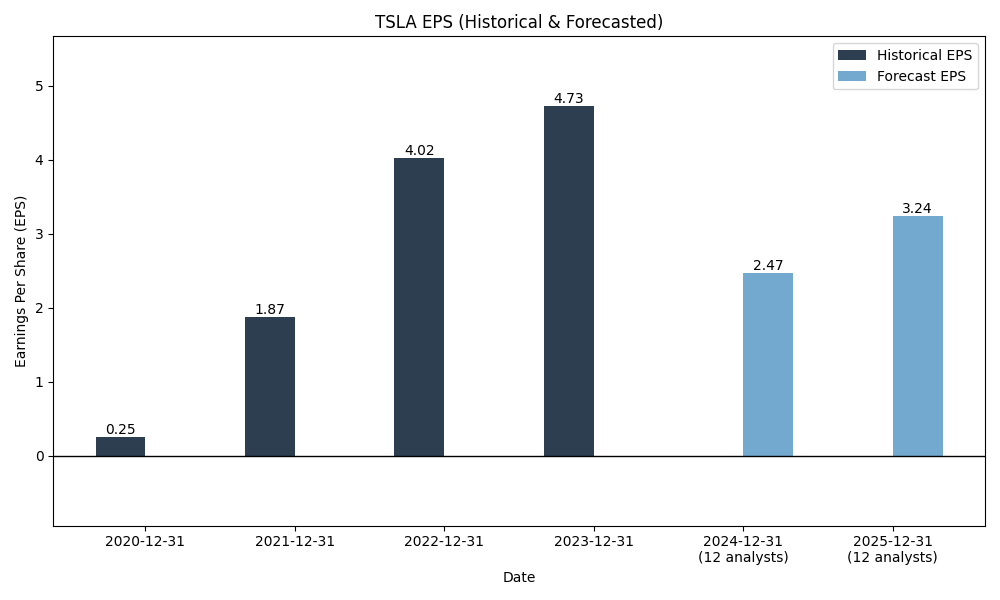 TSLA EPS (Historical & Forecasted)
Historical EPS
Forecast EPS
Earnings Per Share (EPS)
5
4
3
2
1
0
0.25
1.87
4.02
4.73
2.47
3.24
2020-12-31
2021-12-31
2022-12-31
2023-12-31
2024-12-31
(12 analysts)
2025-12-31
(12 analysts)
Date